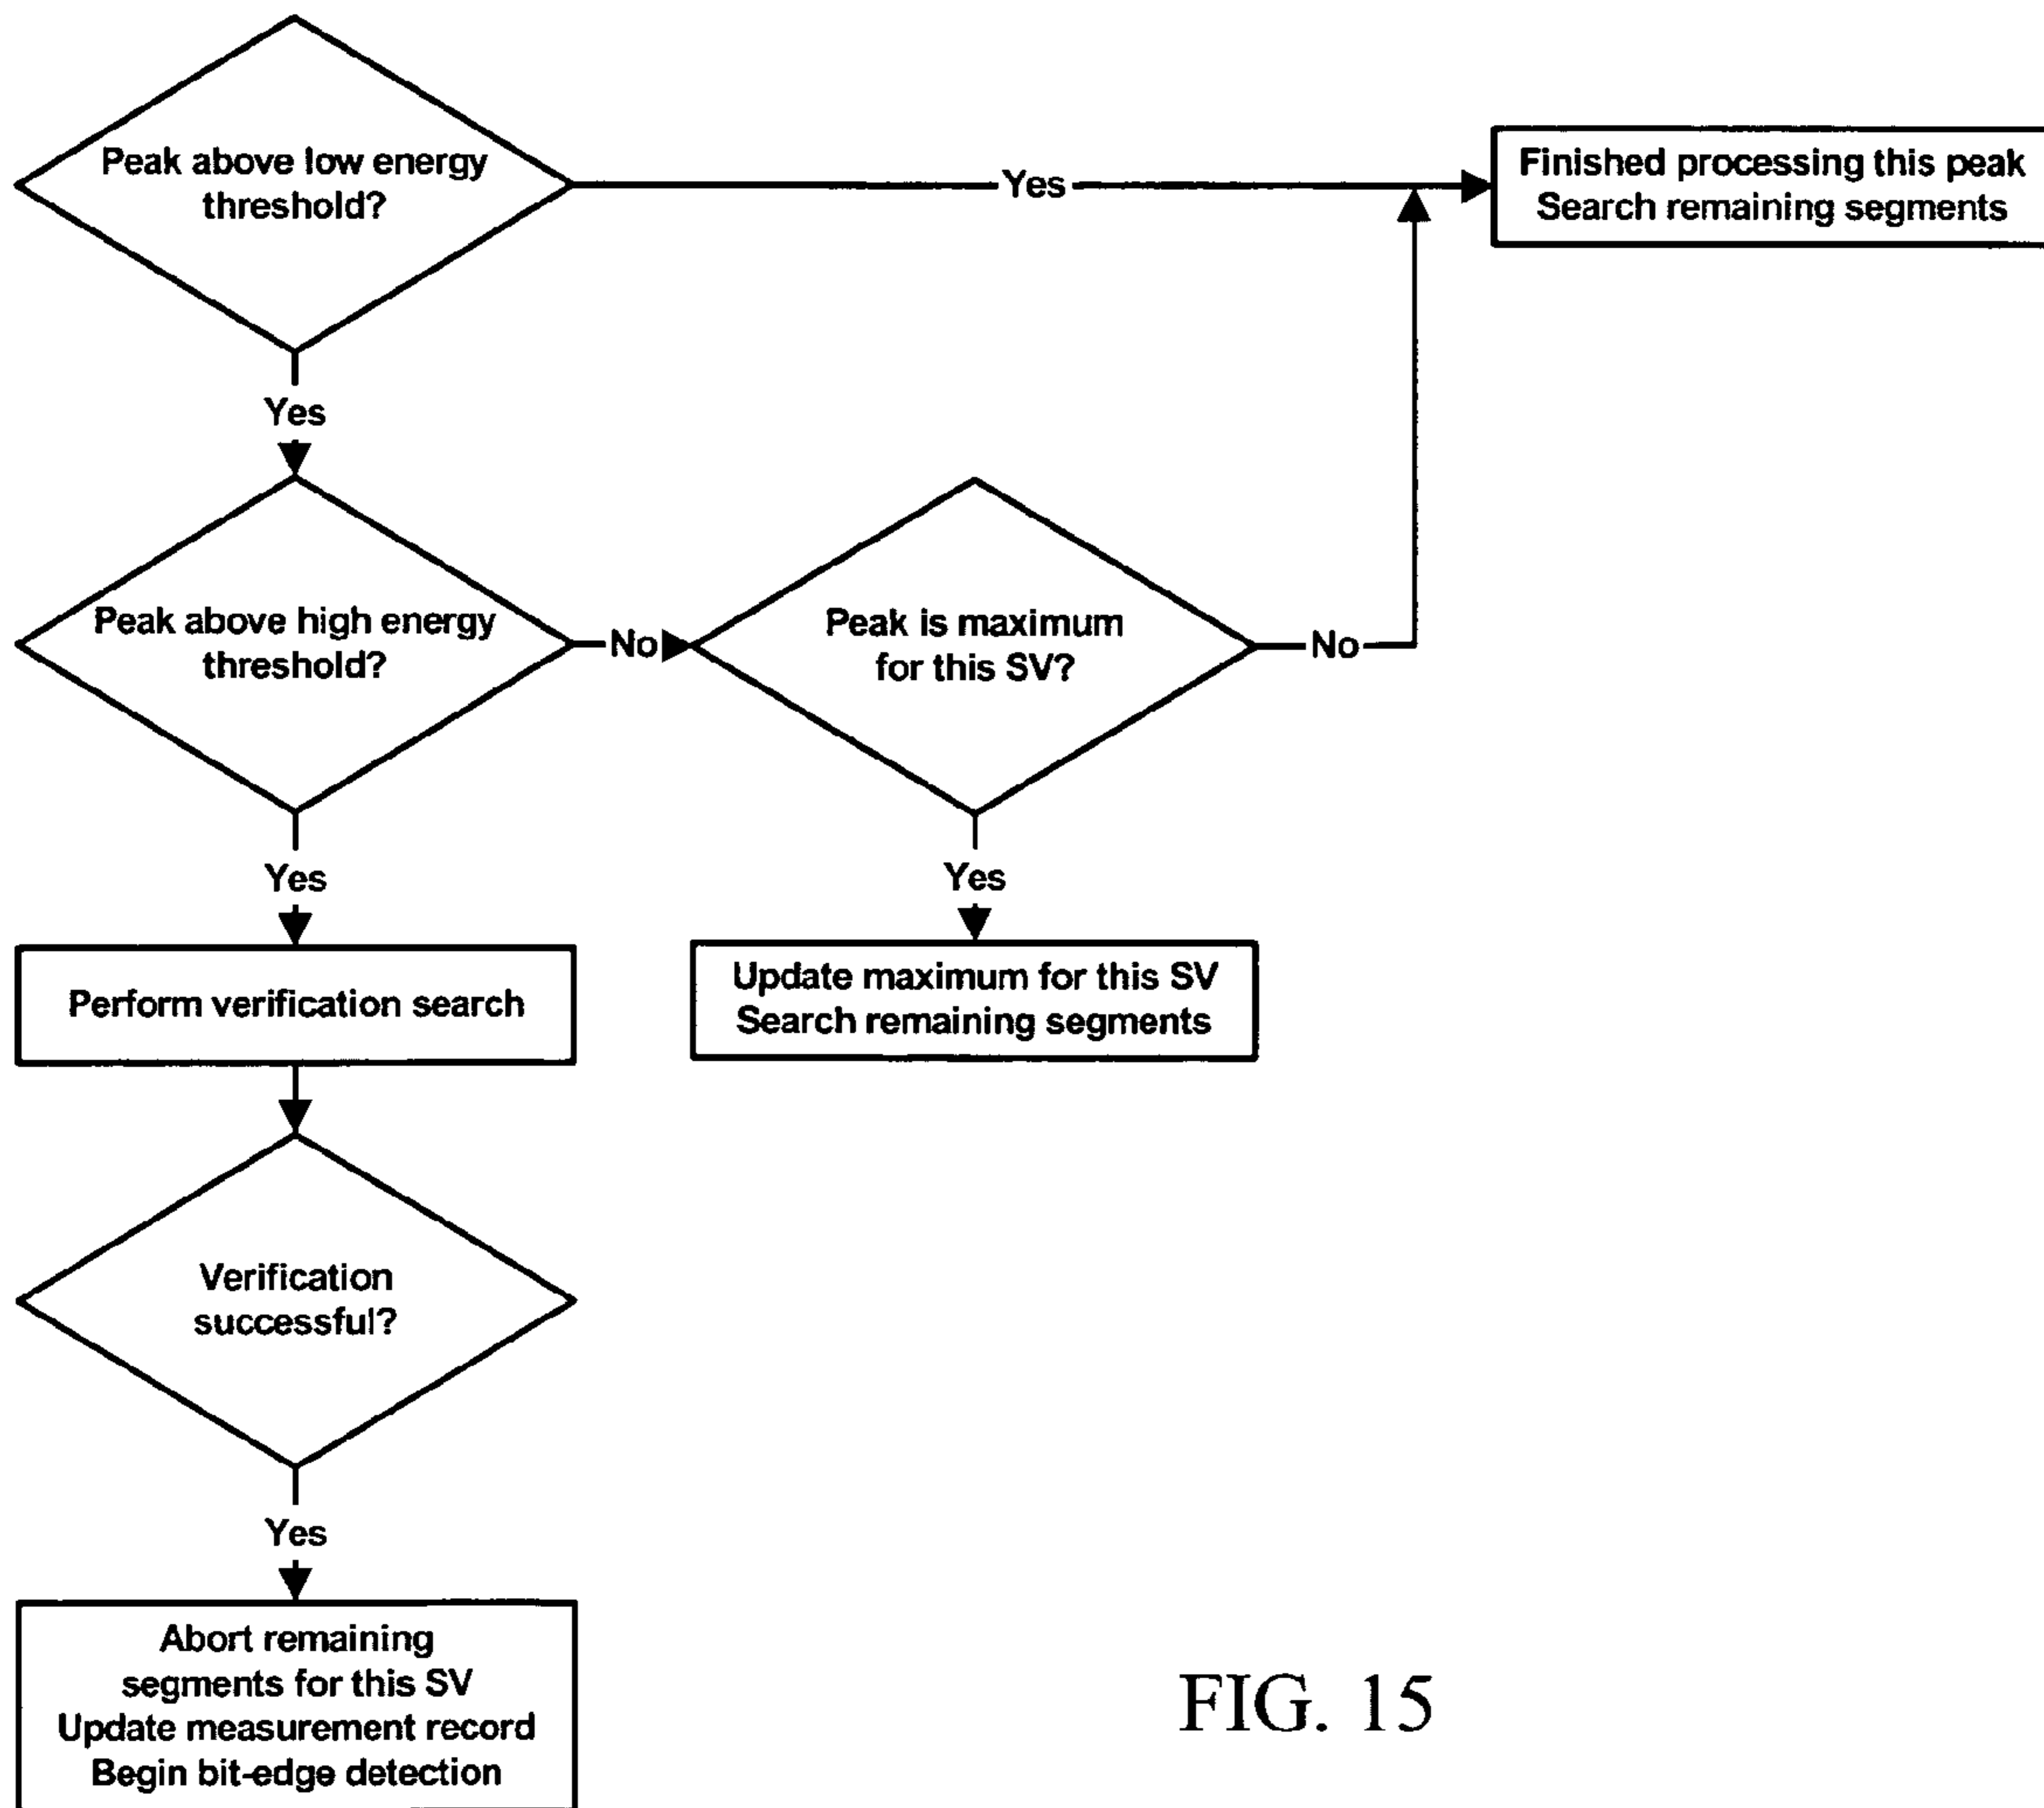 Peak above low energy
threshold?
Yes
Finished processing this peak
Search remaining segments
Yes
Peak above high energy
threshold?
No
Peak is maximum
for this SV?
No
Yes
Yes
Perform verification search
Update maximum for this SV
Search remaining segments
Verification
successful?
Yes
Abort remaining
segments for this SV
Update measurement record
Begin bit-edge detection
FIG. 15